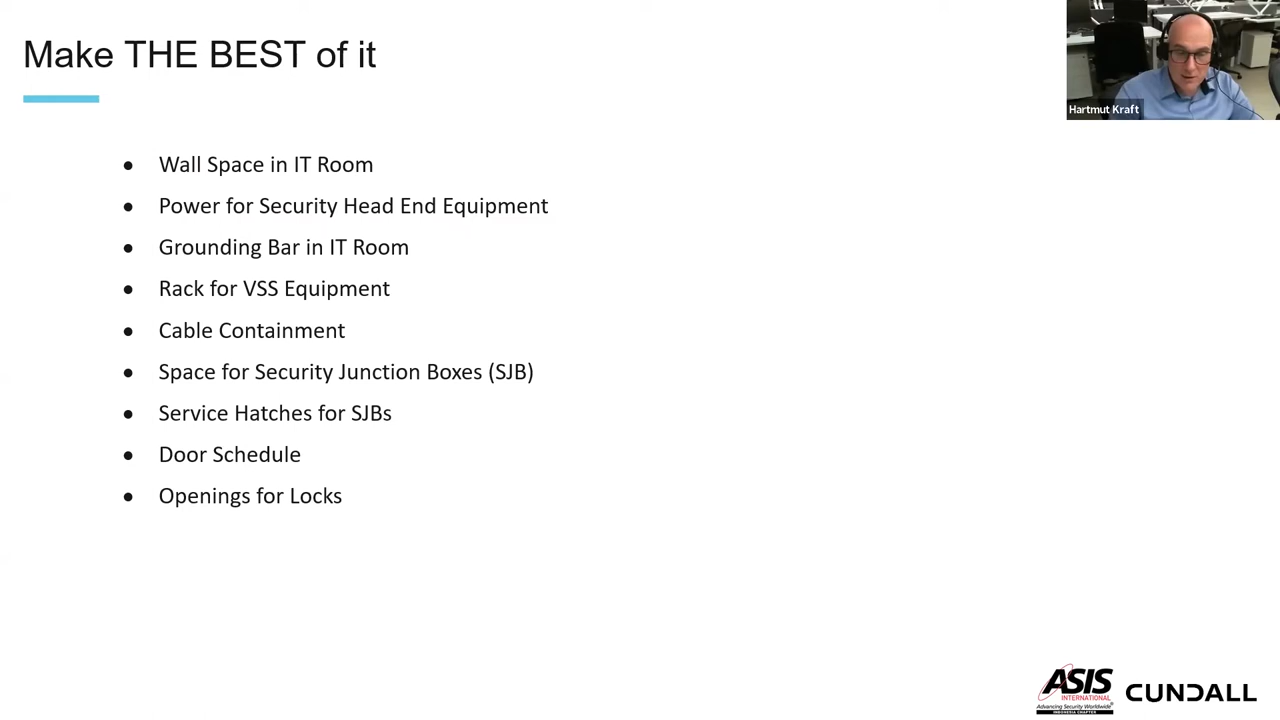 Make THE BEST of it
Hartmut Kraft
● Wall Space in IT Room
● Power for Security Head End Equipment
● Grounding Bar in IT Room
● Rack for VSS Equipment
● Cable Containment
● Space for Security Junction Boxes (SJB)
● Service Hatches for SJBs
● Door Schedule
● Openings for Locks
ASIS
INTERNATIONAL
Advancing Security Worldwide®
INDONESIA CHAPTER
CUNDALL